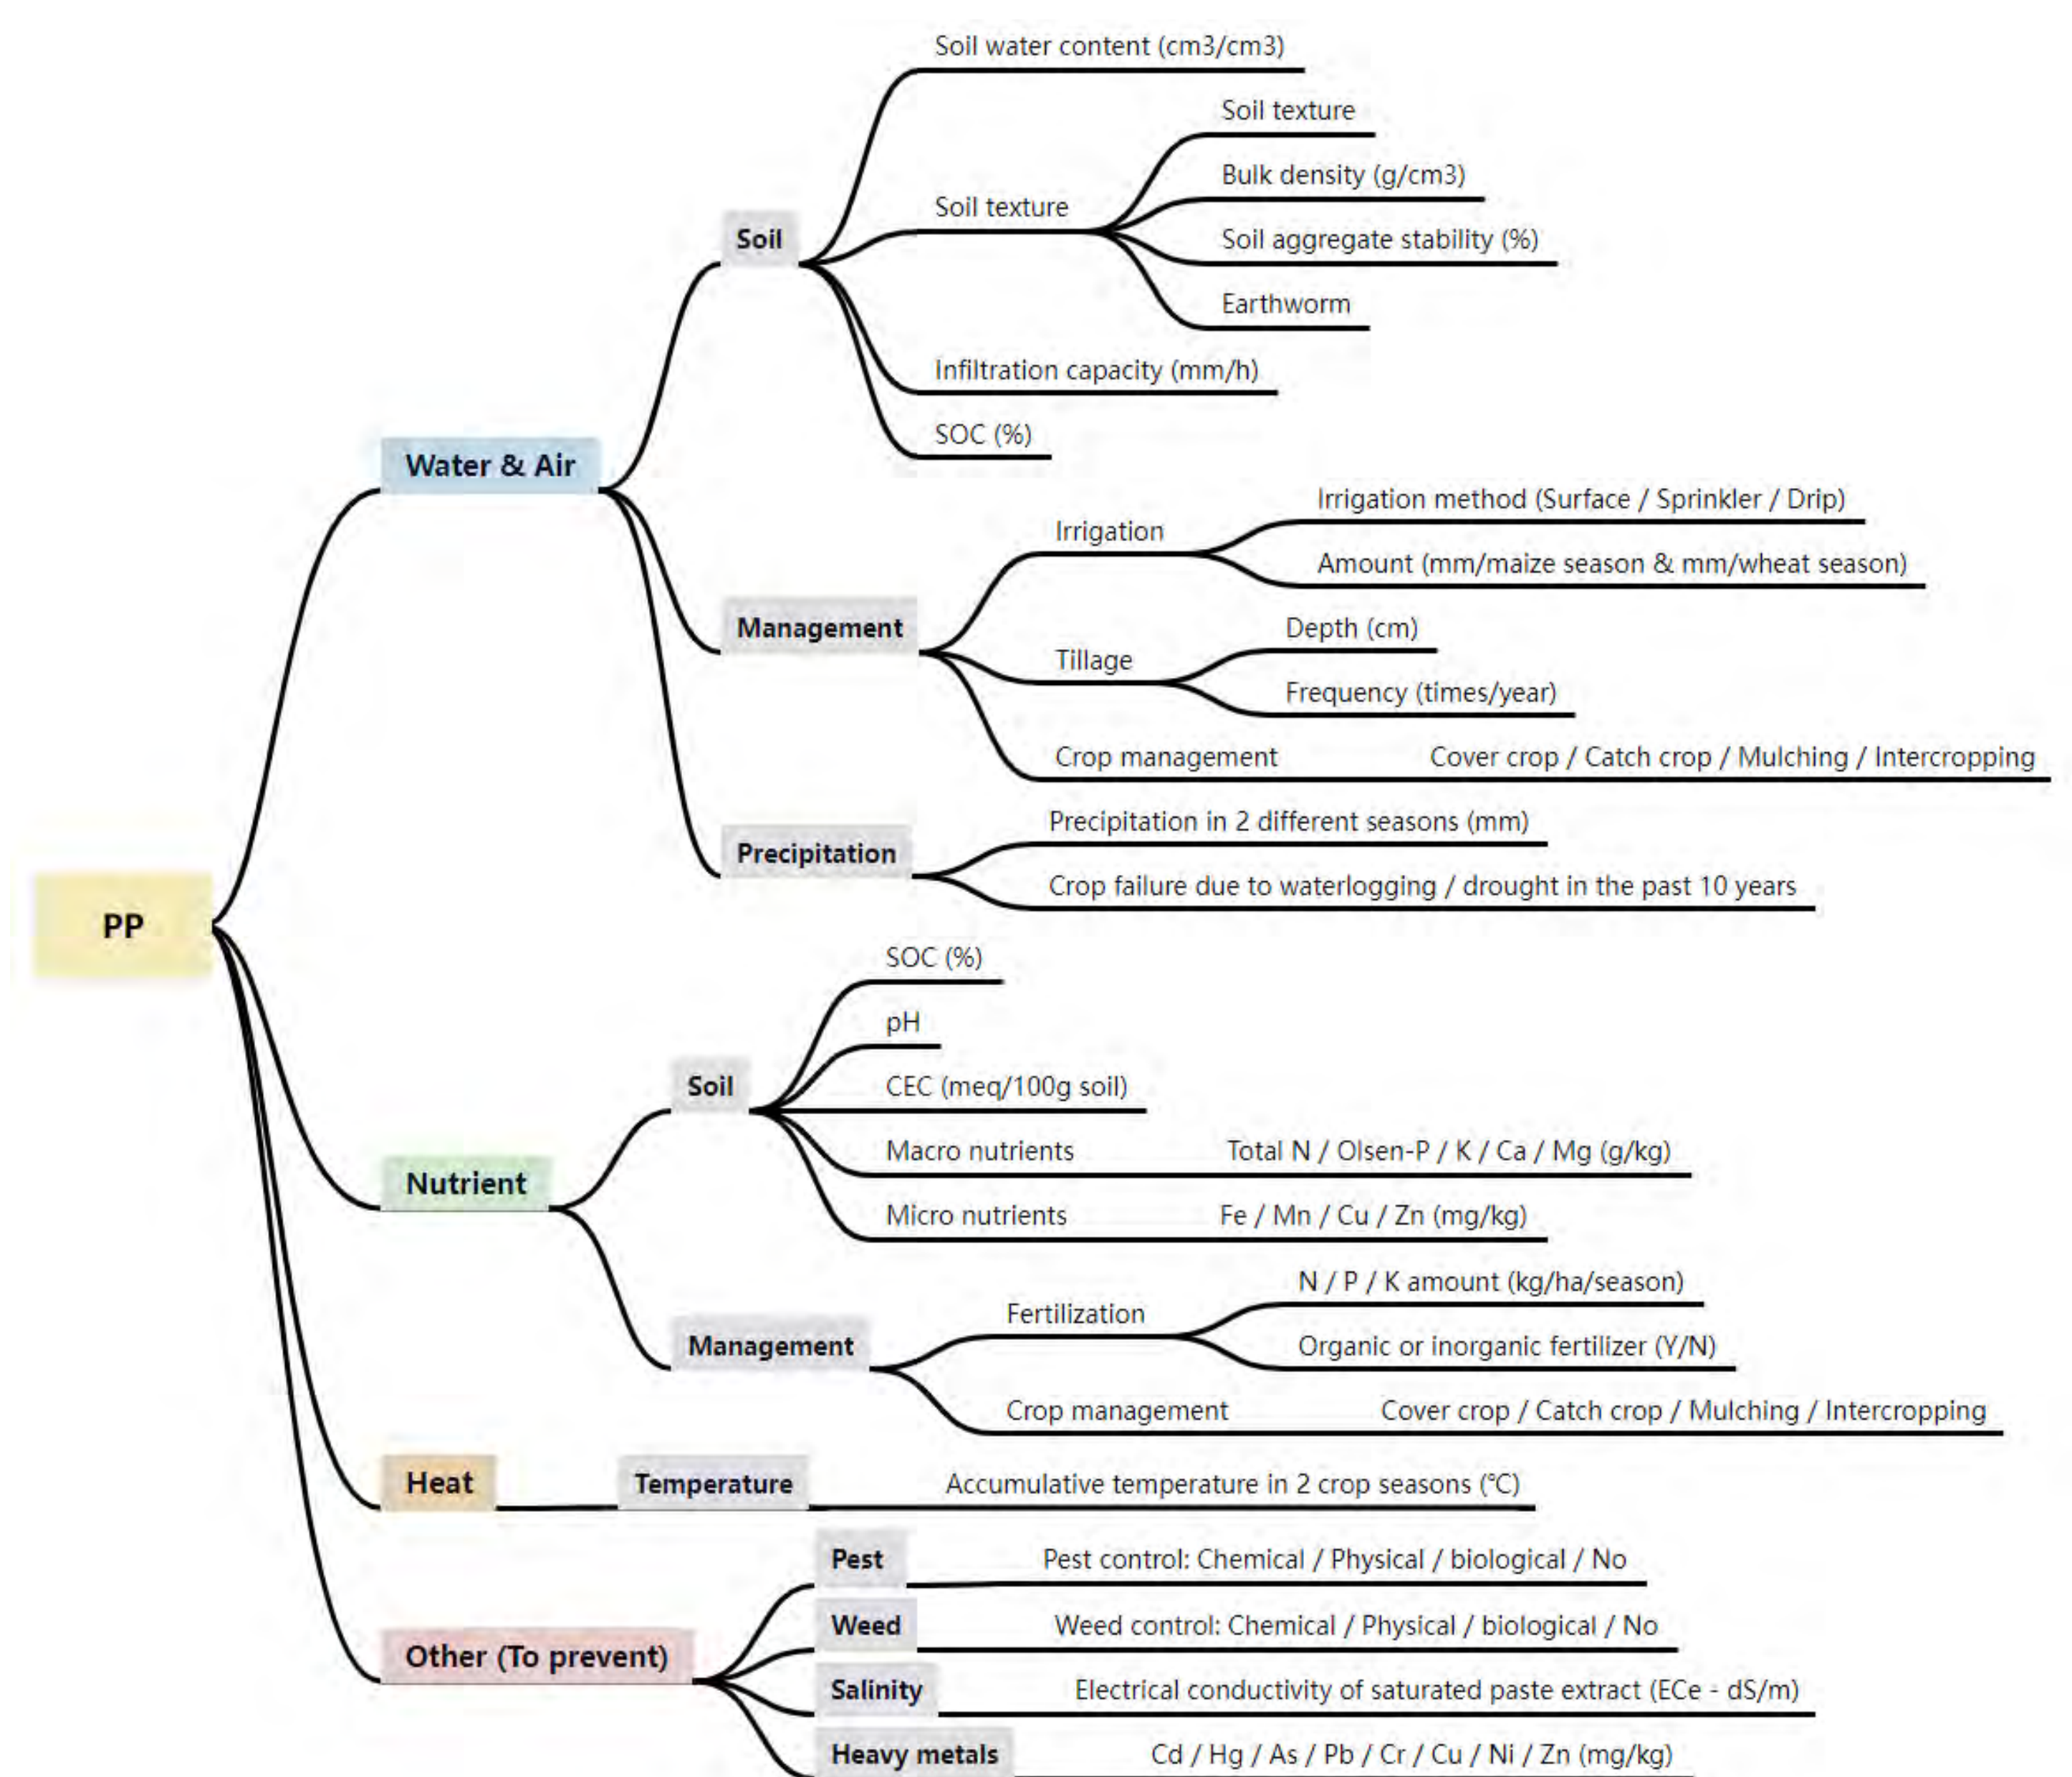 Soil water content (cm3/cm3)
Soil texture
Bulk density (g/cm3)
Soil texture
Soil
Soil aggregate stability (%)
Earthworm
Infiltration capacity (mm/h)
SOC (%)
Water & Air
Irrigation method (Surface / Sprinkler / Drip)
Irrigation
Amount (mm/maize season & mm/wheat season)
Management
Depth (cm)
Tillage
Frequency (times/year)
Crop management Cover crop / Catch crop / Mulching / Intercropping
Precipitation in 2 different seasons (mm)
Precipitation
Crop failure due to waterlogging / drought in the past 10 years
PP
SOC (%)
pH
Soil
CEC (meq/100g soil)
Macro nutrients Total N / Olsen-P / K / Ca / Mg (g/kg)
Nutrient
Micro nutrients Fe / Mn / Cu / Zn (mg/kg)
N / P / K amount (kg/ha/season)
Fertilization
Management
Organic or inorganic fertilizer (Y/N)
Crop management Cover crop / Catch crop / Mulching / Intercropping
Heat Temperature Accumulative temperature in 2 crop seasons (℃)
Pest Pest control: Chemical / Physical / biological / No
Weed Weed control: Chemical / Physical / biological / No
Other (To prevent)
Salinity Electrical conductivity of saturated paste extract (ECe - dS/m)
Heavy metals Cd / Hg / As / Pb / Cr / Cu / Ni / Zn (mg/kg)